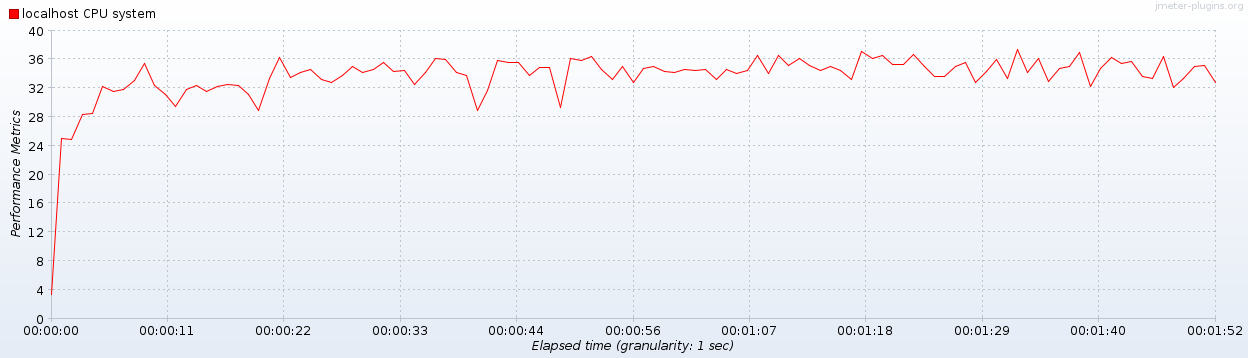 localhost CPU system
jmeter-plugins.org
40
36
32
28
24
20
16
12
8
4
0
Performance Metrics
00:00:00 00:00:11 00:00:22 00:00:33 00:00:44 00:00:56 00:01:07 00:01:18 00:01:29 00:01:40 00:01:52
Elapsed time (granularity: 1 sec)